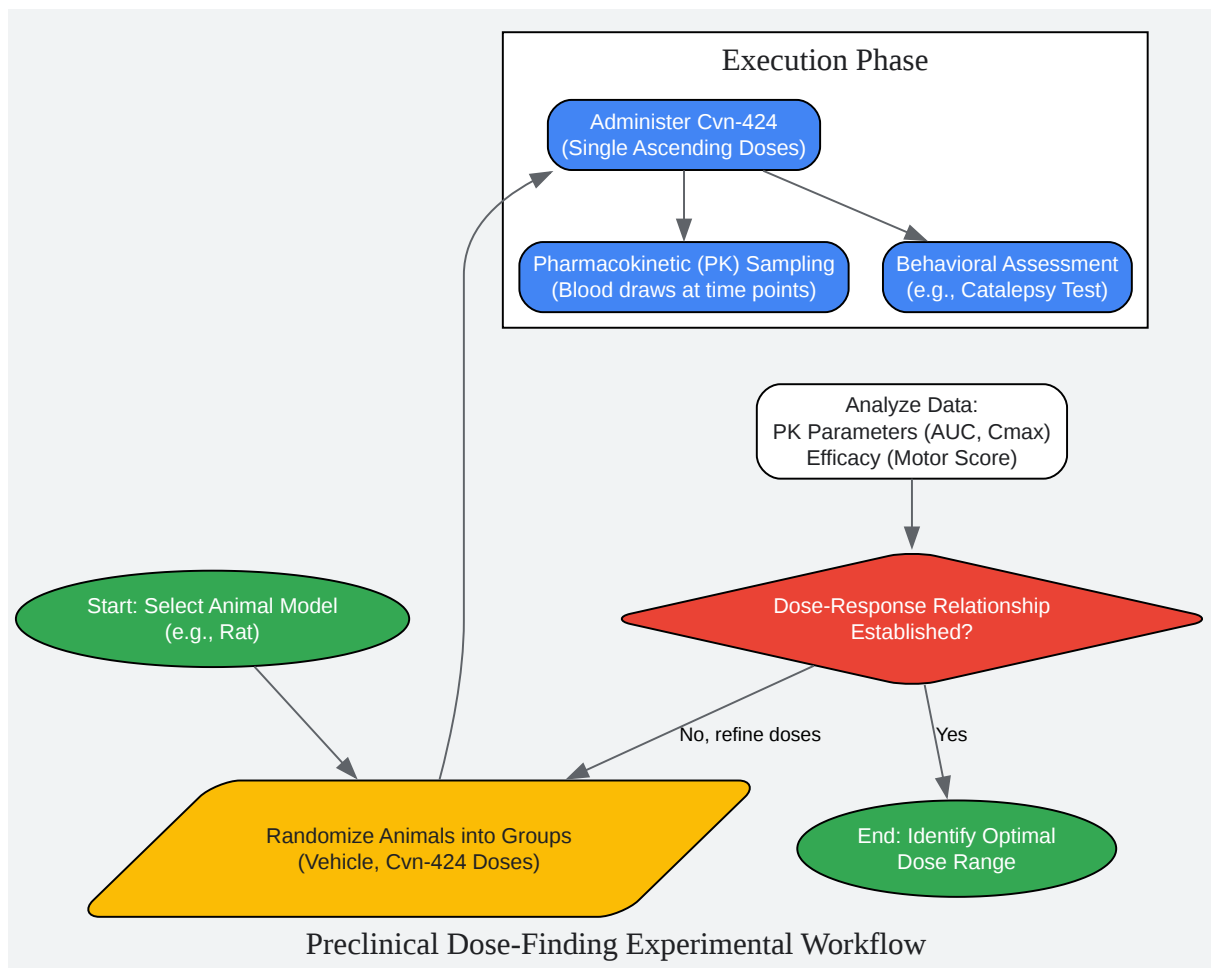 Execution Phase
Administer Cvn-424
(Single Ascending Doses)
Pharmacokinetic (PK) Sampling
(Blood draws at time points)
Behavioral Assessment
(e.g., Catalepsy Test)
Analyze Data:
PK Parameters (AUC, Cmax)
Efficacy (Motor Score)
Start: Select Animal Model
(e.g., Rat)
Dose-Response Relationship
Established?
No, refine doses
Yes
Randomize Animals into Groups
(Vehicle, Cvn-424 Doses)
End: Identify Optimal
Dose Range
Preclinical Dose-Finding Experimental Workflow